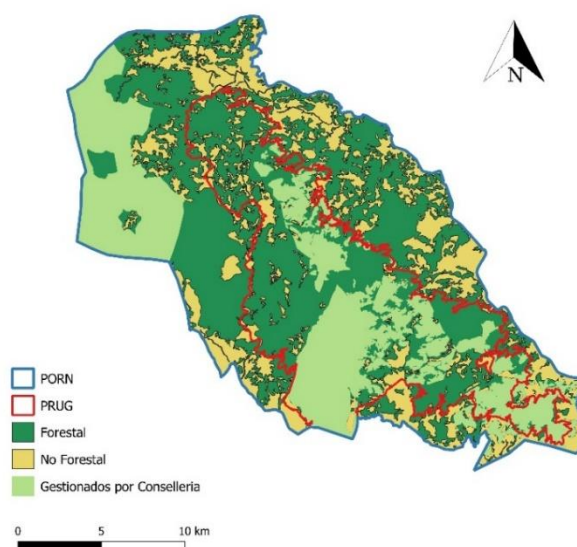 N
PORN
PRUG
Forestal
No Forestal
Gestionados por Conselleria
0 5 10 km